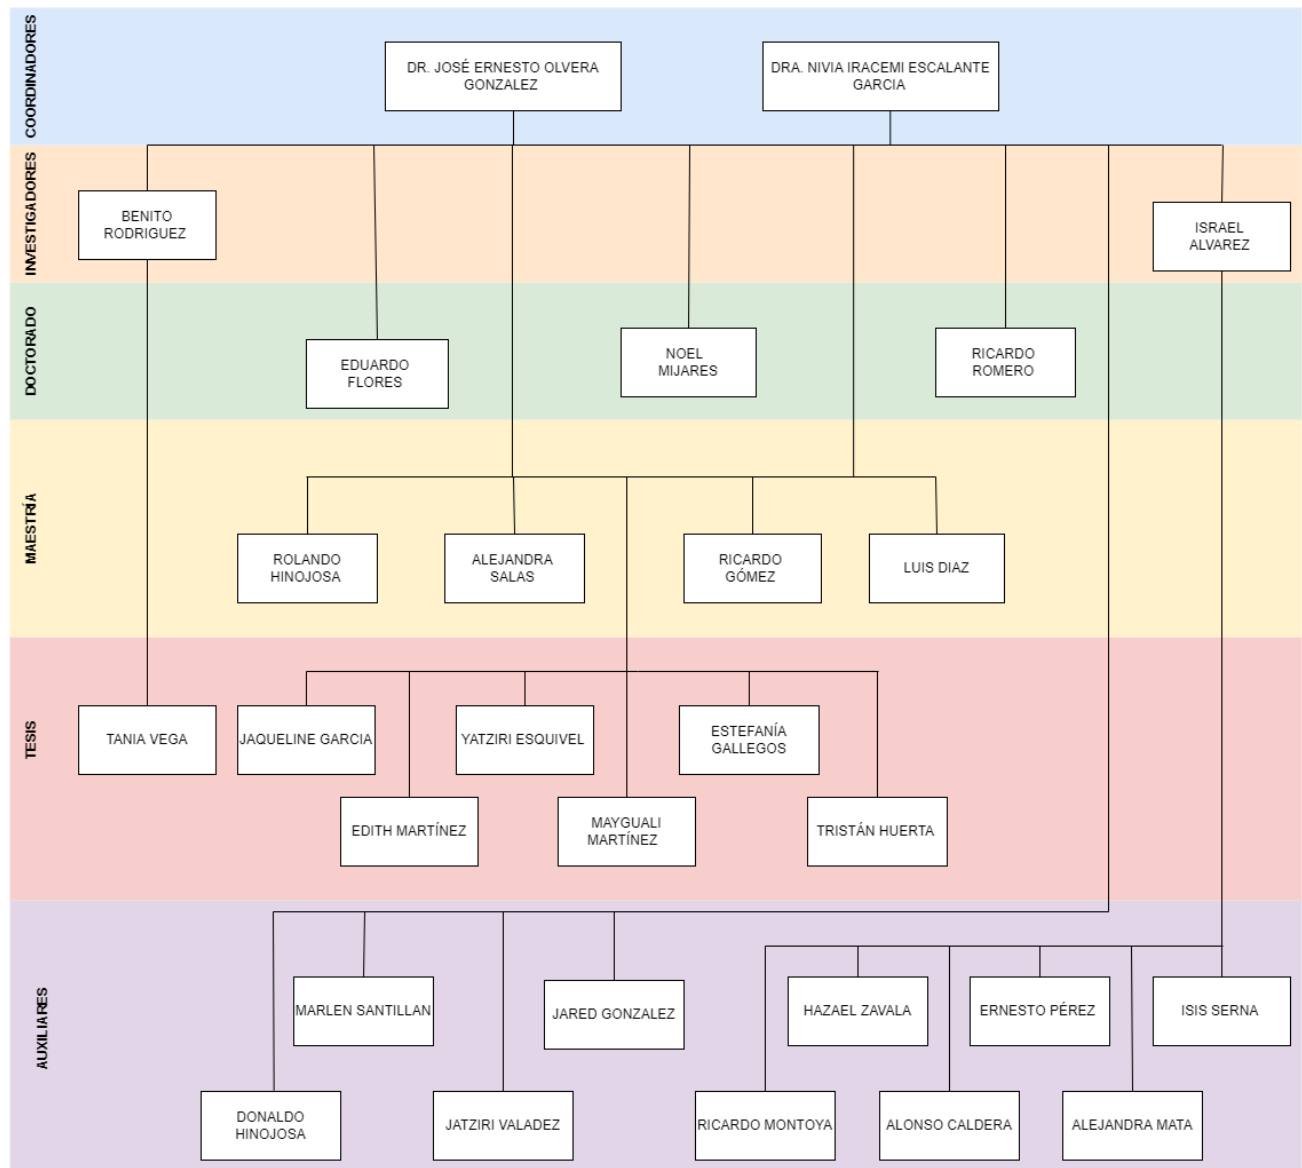 COORDINADORES
DR. JOSÉ ERNESTO OLVERA
GONZALEZ
DRA. NIVIA IRACEMI ESCALANTE
GARCIA
INVESTIGADORES
BENITO
RODRIGUEZ
ISRAEL
ALVAREZ
DOCTORADO
EDUARDO
FLORES
NOEL
MIJARES
RICARDO
ROMERO
MAESTRÍA
ROLANDO
HINOJOSA
ALEJANDRA
SALAS
RICARDO
GÓMEZ
LUIS DIAZ
TESIS
TANIA VEGA
JAQUELINE GARCIA
YATZIRI ESQUIVEL
ESTEFANÍA
GALLEGOS
EDITH MARTÍNEZ
MAYGUALI
MARTÍNEZ
TRISTÁN HUERTA
AUXILIARES
MARLEN SANTILLAN
JARED GONZALEZ
HAZAEL ZAVALA
ERNESTO PÉREZ
ISIS SERNA
DONALDO
HINOJOSA
JATZIRI VALADEZ
RICARDO MONTOYA
ALONSO CALDERA
ALEJANDRA MATA